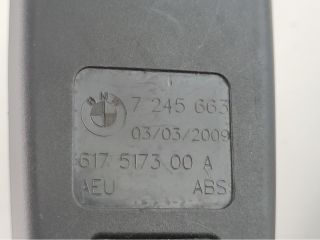 BMW 7 245 663
03/03/2009
617 5173 00 A
AEU ABS